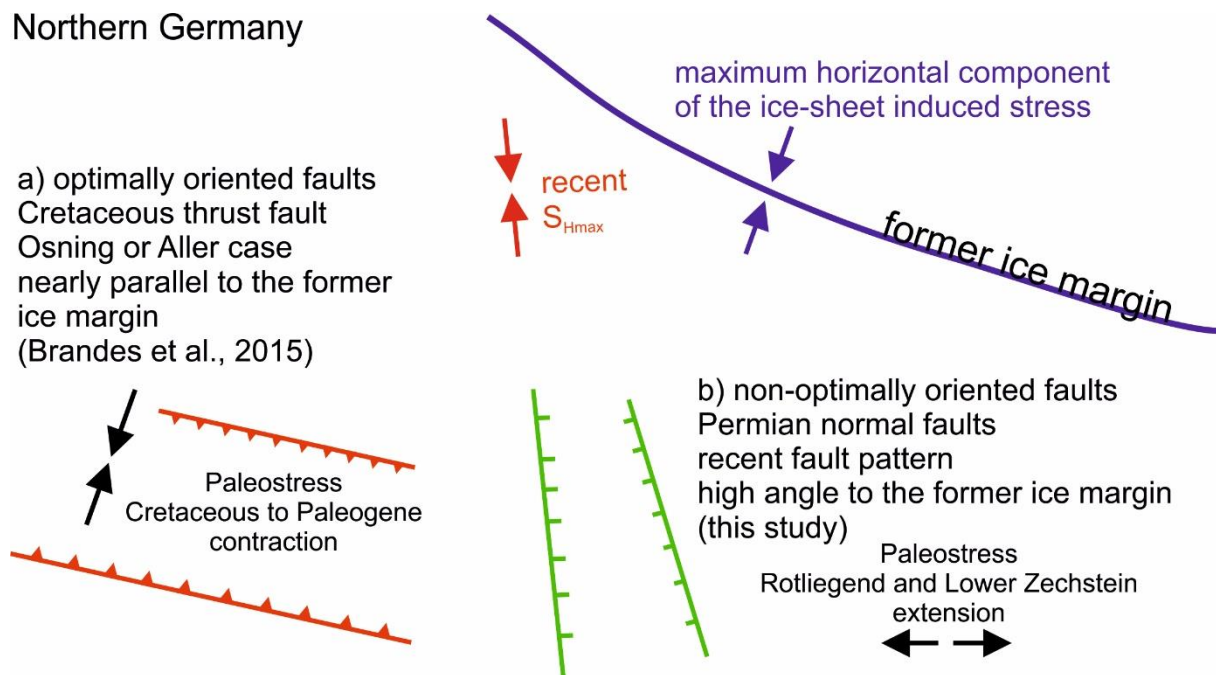 Northern Germany
maximum horizontal component
of the ice-sheet induced stress
recent
SHmax
former ice margin
a) optimally oriented faults
Cretaceous thrust fault
Osning or Aller case
nearly parallel to the former
ice margin
(Brandes et al., 2015)
Paleostress
Cretaceous to Paleogene
contraction
b) non-optimally oriented faults
Permian normal faults
recent fault pattern
high angle to the former ice margin
(this study)
Paleostress
Rotliegend and Lower Zechstein
extension